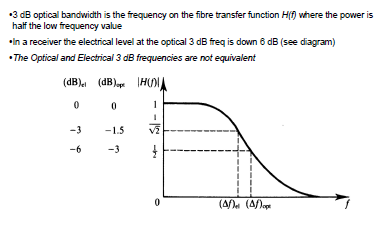 •3 dB optical bandwidth is the frequency on the fibre transfer function H(f) where the power is
half the low frequency value
•In a receiver the electrical level at the optical 3 dB freq is down 6 dB (see diagram)
•The Optical and Electrical 3 dB frequencies are not equivalent
(dB)el (dB)opt |H(f)|
0 0 1
-3 -1.5 1/√2
-6 -3 1/2
0 (Δf)el (Δf)opt f